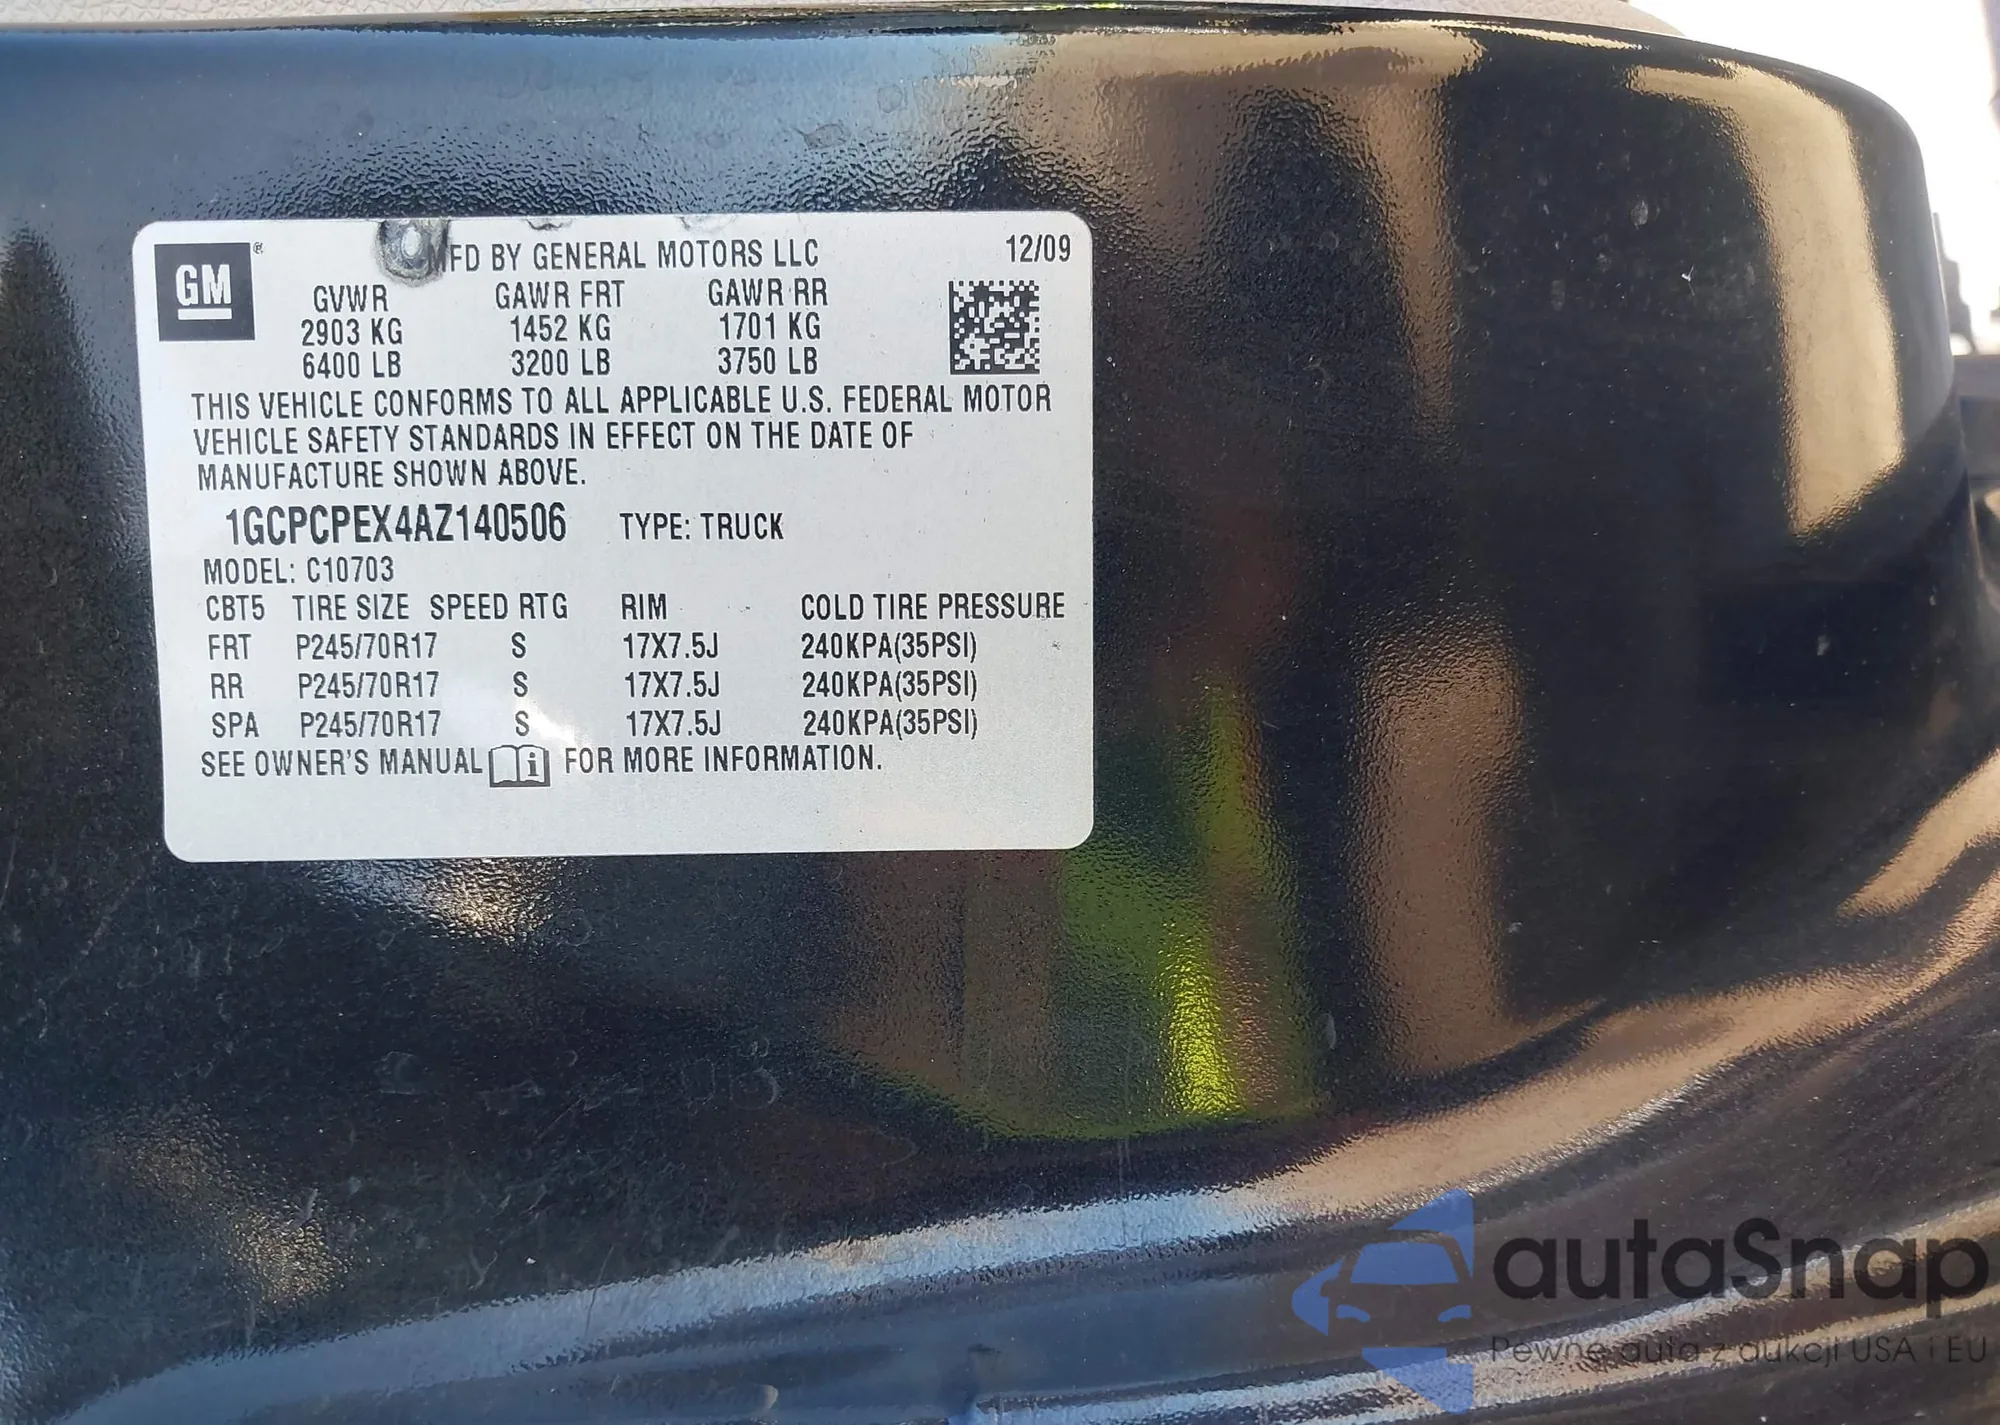 GM ® MFD BY GENERAL MOTORS LLC 12/09
GVWR GAWR FRT GAWR RR
2903 KG 1452 KG 1701 KG
6400 LB 3200 LB 3750 LB
THIS VEHICLE CONFORMS TO ALL APPLICABLE U.S. FEDERAL MOTOR
VEHICLE SAFETY STANDARDS IN EFFECT ON THE DATE OF
MANUFACTURE SHOWN ABOVE.
1GCPCPEX4AZ140506 TYPE: TRUCK
MODEL: C10703
CBT5 TIRE SIZE SPEED RTG RIM COLD TIRE PRESSURE
FRT P245/70R17 S 17X7.5J 240KPA(35PSI)
RR P245/70R17 S 17X7.5J 240KPA(35PSI)
SPA P245/70R17 S 17X7.5J 240KPA(35PSI)
SEE OWNER'S MANUAL FOR MORE INFORMATION.
autaSnap
Pewne auta z aukcji USA i EU